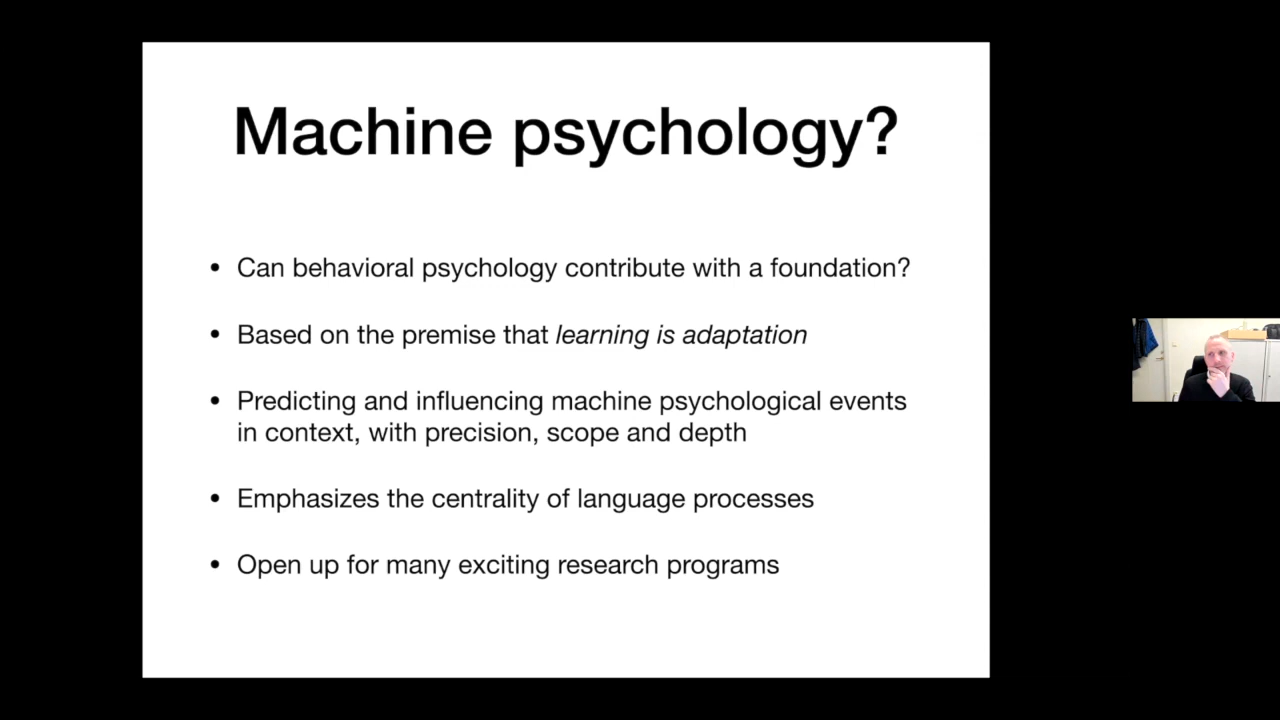 Machine psychology?
• Can behavioral psychology contribute with a foundation?
• Based on the premise that learning is adaptation
• Predicting and influencing machine psychological events
in context, with precision, scope and depth
• Emphasizes the centrality of language processes
• Open up for many exciting research programs